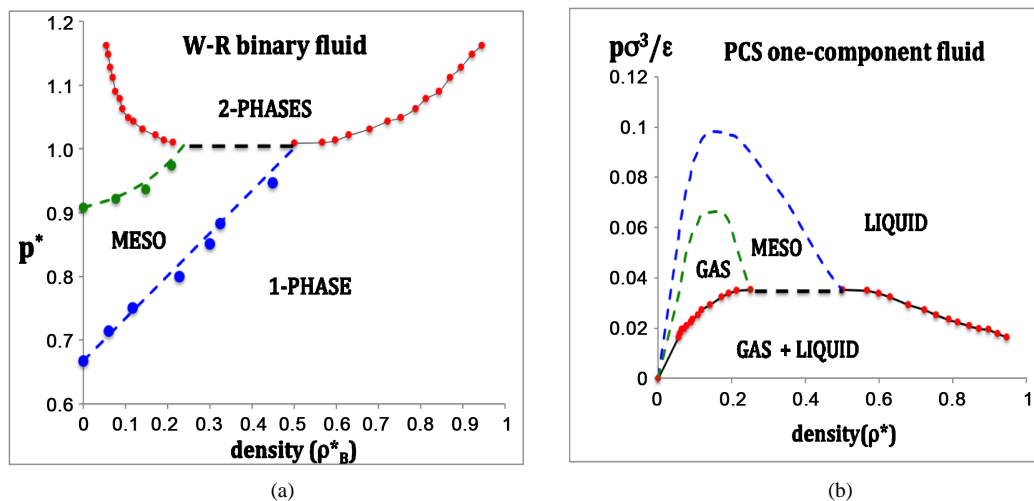 W-R binary fluid
1.2
1.1
1.0
0.9
0.8
0.7
0.6
p*
2-PHASES
MESO
1-PHASE
0 0.1 0.2 0.3 0.4 0.5 0.6 0.7 0.8 0.9 1
density (ρ*B)
(a)
pσ³/ε
PCS one-component fluid
0.12
0.1
0.08
0.06
0.04
0.02
0
LIQUID
MESO
GAS
GAS + LIQUID
0 0.2 0.4 0.6 0.8 1
density(ρ*)
(b)